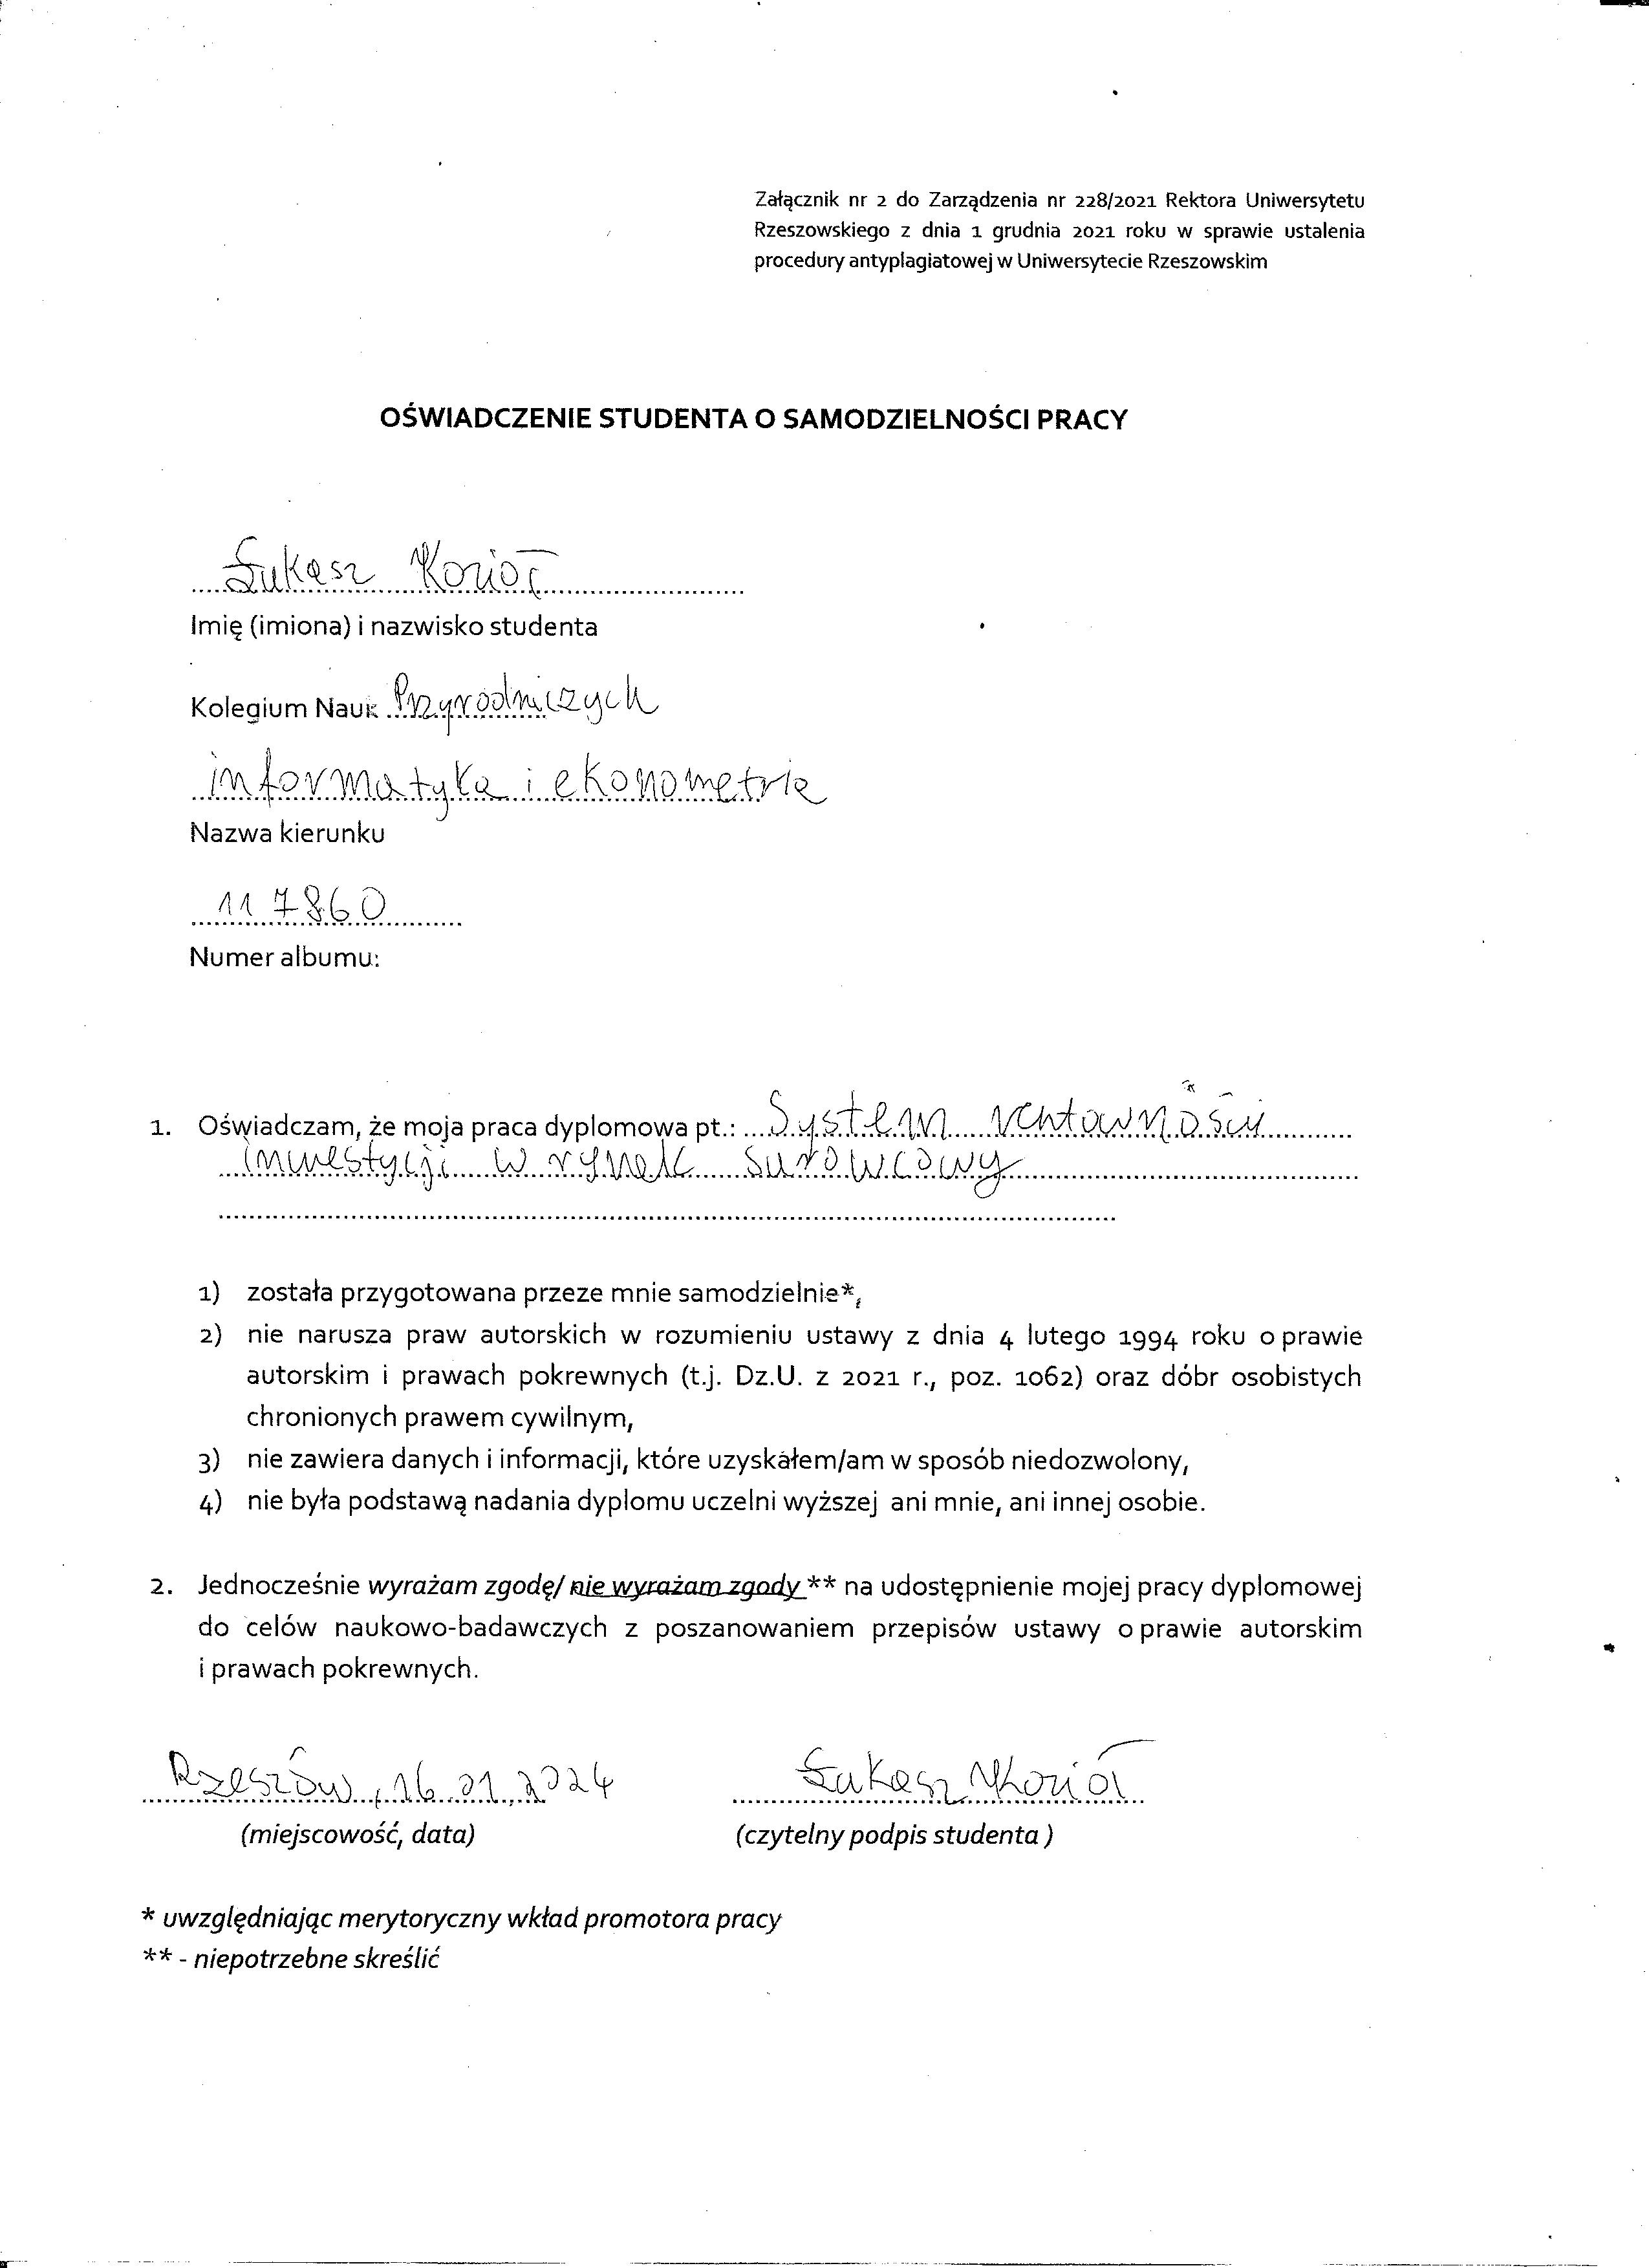 Załącznik nr 2 do Zarządzenia nr 228/2021 Rektora Uniwersytetu
Rzeszowskiego z dnia 1 grudnia 2021 roku w sprawie ustalenia
procedury antyplagiatowej w Uniwersytecie Rzeszowskim
OŚWIADCZENIE STUDENTA O SAMODZIELNOŚCI PRACY
Łukasz Kozioł
Imię (imiona) i nazwisko studenta
Kolegium Nauk Przyrodniczych
informatyka i ekonometria
Nazwa kierunku
117860
Numer albumu:
1. Oświadczam, że moja praca dyplomowa pt.: System rentowności
inwestycji w rynek surowcowy
1) została przygotowana przeze mnie samodzielnie*,
2) nie narusza praw autorskich w rozumieniu ustawy z dnia 4 lutego 1994 roku o prawie
autorskim i prawach pokrewnych (t.j. Dz.U. z 2021 r., poz. 1062) oraz dóbr osobistych
chronionych prawem cywilnym,
3) nie zawiera danych i informacji, które uzyskałem/am w sposób niedozwolony,
4) nie była podstawą nadania dyplomu uczelni wyższej ani mnie, ani innej osobie.
2. Jednocześnie wyrażam zgodę/ nie wyrażam zgody ** na udostępnienie mojej pracy dyplomowej
do celów naukowo-badawczych z poszanowaniem przepisów ustawy o prawie autorskim
i prawach pokrewnych.
Rzeszów, 16.01.2024 Łukasz Kozioł
(miejscowość, data) (czytelny podpis studenta )
* uwzględniając merytoryczny wkład promotora pracy
** - niepotrzebne skreślić